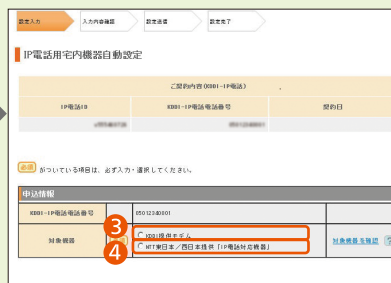 設定入力 入力内容確認 設定送信 設定完了
IP電話用宅内機器自動設定
ご契約内容(KDDI-IP電話)
IP電話ID KDDI-IP電話電話番号 契約日
必須 がついている項目は、必ず入力・選択してください。
申込情報
KDDI-IP電話電話番号 05012340001
3 KDDI提供モデム
対象機器 対象機器を確認 ?
4 NTT東日本/西日本提供「IP電話対応機器」